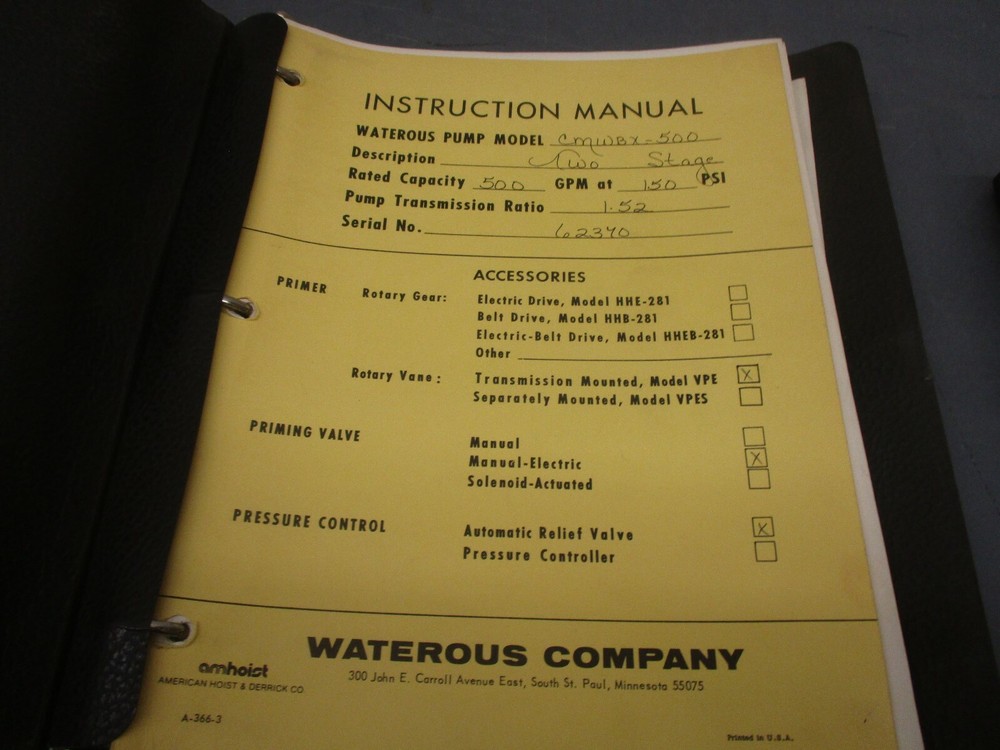 INSTRUCTION MANUAL
WATEROUS PUMP MODEL CMWBX-500
Description Two Stage
Rated Capacity 500 GPM at 150 PSI
Pump Transmission Ratio 1.52
Serial No. 62370
ACCESSORIES
PRIMER Rotary Gear: Electric Drive, Model HHE-281
Belt Drive, Model HHB-281
Electric-Belt Drive, Model HHEB-281
Other
Rotary Vane: Transmission Mounted, Model VPE X
Separately Mounted, Model VPES
PRIMING VALVE Manual
Manual-Electric X
Solenoid-Actuated
PRESSURE CONTROL Automatic Relief Valve X
Pressure Controller
WATEROUS COMPANY
300 John E. Carroll Avenue East, South St. Paul, Minnesota 55075
amhoist
AMERICAN HOIST & DERRICK CO.
A-366-3
Printed in U.S.A.